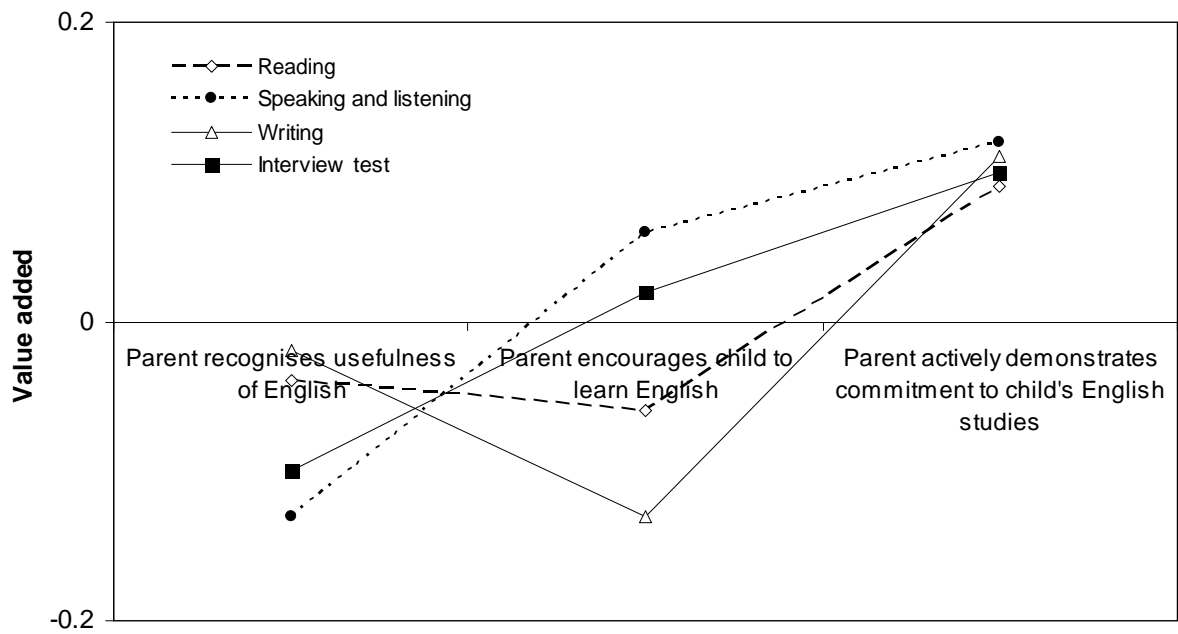 0.2
Reading
Speaking and listening
Writing
Interview test
Value added
0
Parent recognises usefulness
of English
Parent encourages child to
learn English
Parent actively demonstrates
commitment to child's English
studies
-0.2